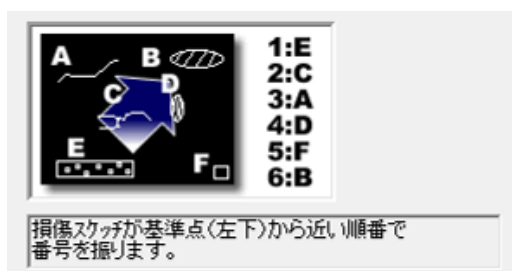 A
B
C
D
E
F
1:E
2:C
3:A
4:D
5:F
6:B
損傷ｽｹｯﾁが基準点(左下)から近い順番で
番号を振ります。